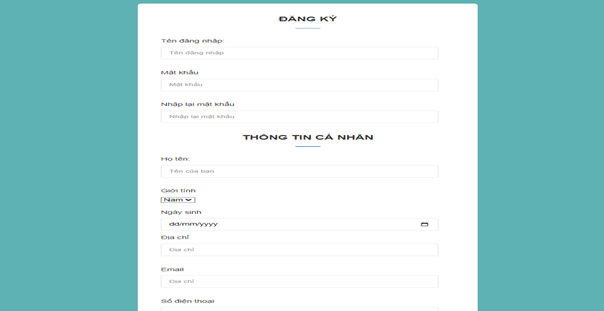 ĐĂNG KÝ
Tên đăng nhập:
Tên đăng nhập
Mật khẩu
Mật khẩu
Nhập lại mật khẩu
Nhập lại mật khẩu
THÔNG TIN CÁ NHÂN
Họ tên:
Tên của bạn
Giới tính
Nam
Ngày sinh
dd/mm/yyyy
Địa chỉ
Địa chỉ
Email
Địa chỉ
Số điện thoại